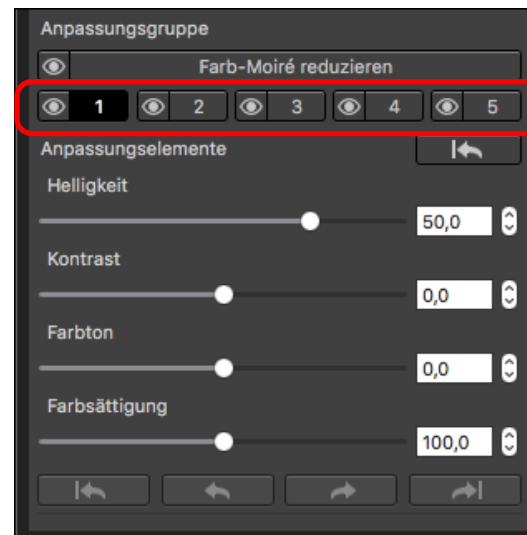 Anpassungsgruppe
Farb-Moiré reduzieren
1 2 3 4 5
Anpassungselemente
Helligkeit
50,0
Kontrast
0,0
Farbton
0,0
Farbsättigung
100,0